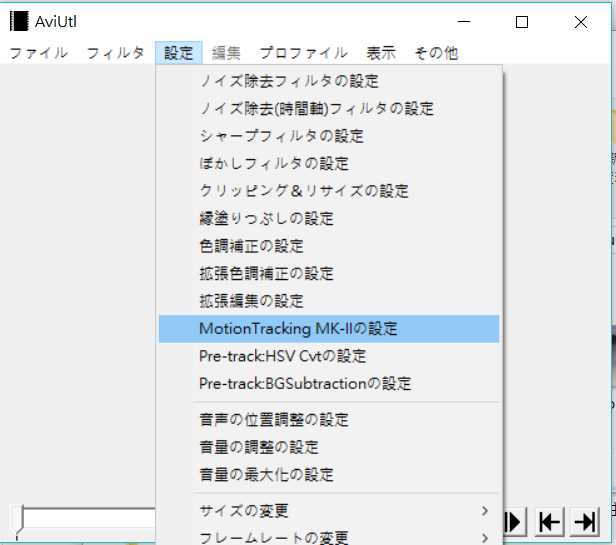 AviUtl
ファイル フィルタ 設定 編集 プロファイル 表示 その他
ノイズ除去フィルタの設定
ノイズ除去(時間軸)フィルタの設定
シャープフィルタの設定
ぼかしフィルタの設定
クリッピング＆リサイズの設定
縁塗りつぶしの設定
色調補正の設定
拡張色調補正の設定
拡張編集の設定
MotionTracking MK-IIの設定
Pre-track:HSV Cvtの設定
Pre-track:BGSubtractionの設定
音声の位置調整の設定
音量の調整の設定
音量の最大化の設定
サイズの変更
フレームレートの変更